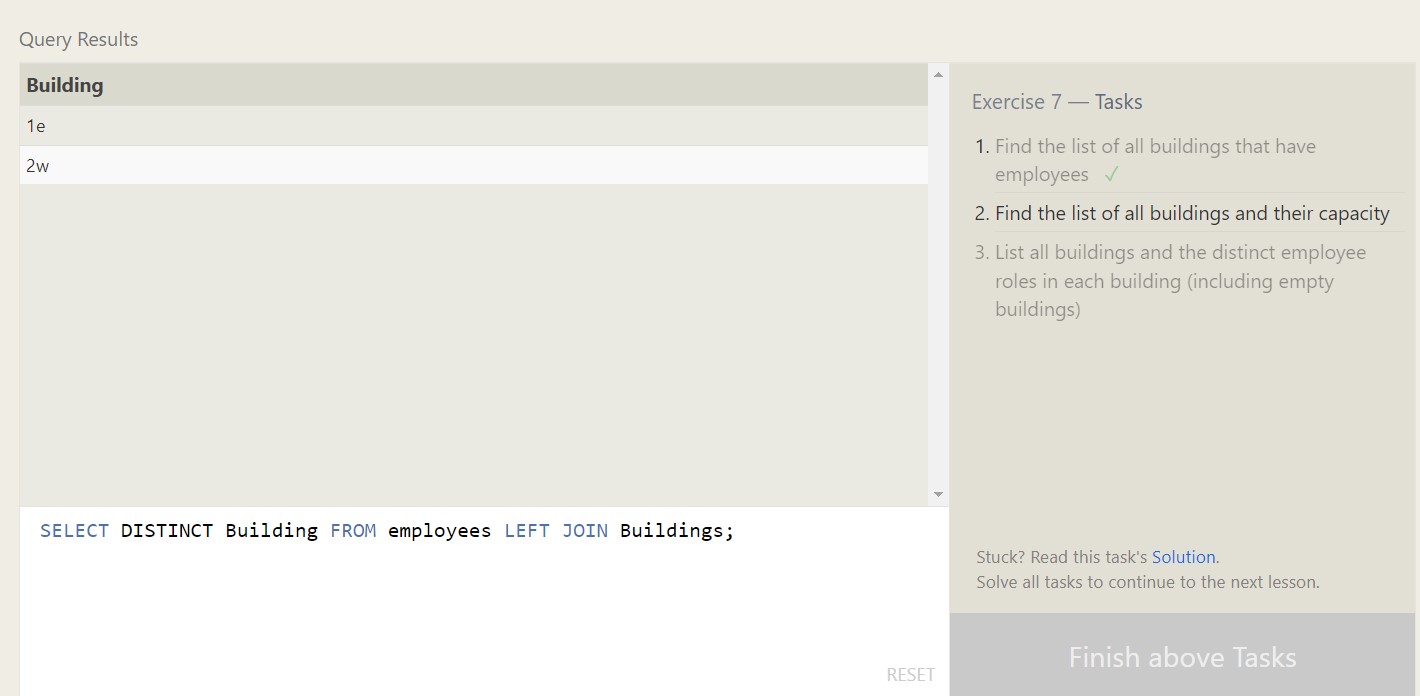 Query Results
Building
1e
2w
SELECT DISTINCT Building FROM employees LEFT JOIN Buildings;
RESET
Exercise 7 — Tasks
1. Find the list of all buildings that have
employees ✓
2. Find the list of all buildings and their capacity
3. List all buildings and the distinct employee
roles in each building (including empty
buildings)
Stuck? Read this task's Solution.
Solve all tasks to continue to the next lesson.
Finish above Tasks